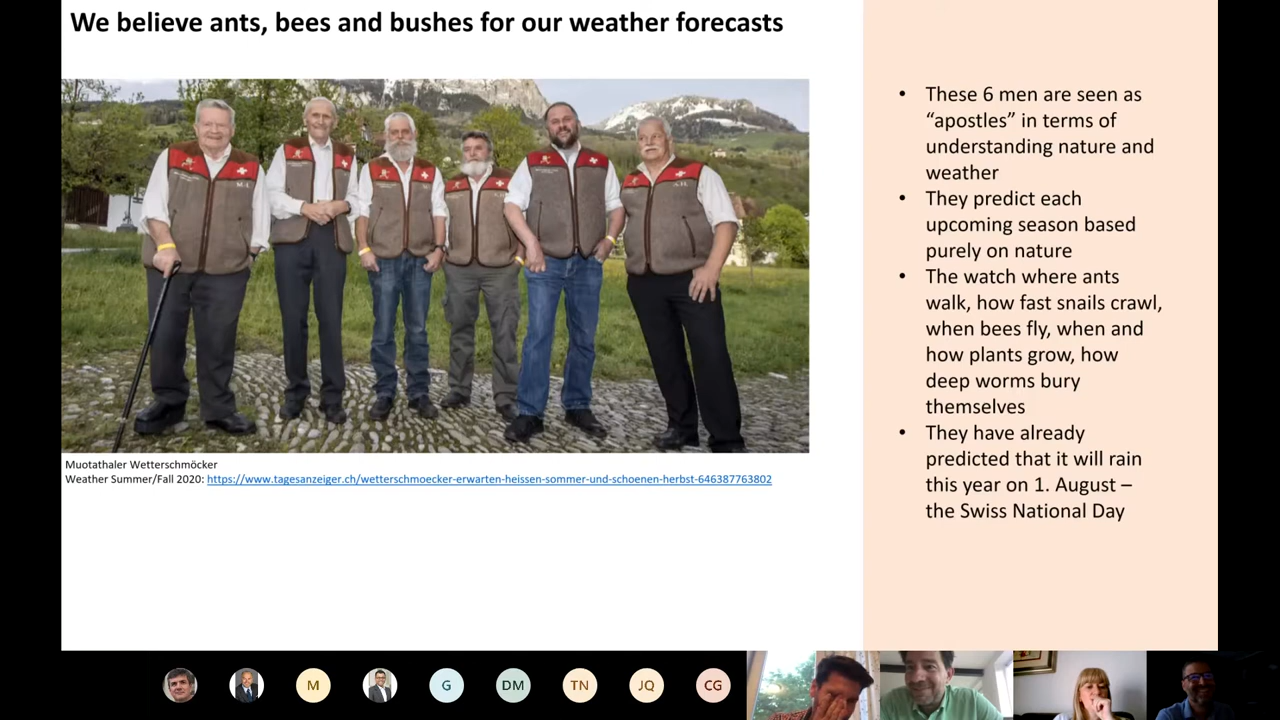 We believe ants, bees and bushes for our weather forecasts
Muotathaler Wetterschmöcker
Weather Summer/Fall 2020: https://www.tagesanzeiger.ch/wetterschmoecker-erwarten-heissen-sommer-und-schoenen-herbst-646387763802
• These 6 men are seen as
“apostles” in terms of
understanding nature and
weather
• They predict each
upcoming season based
purely on nature
• The watch where ants
walk, how fast snails crawl,
when bees fly, when and
how plants grow, how
deep worms bury
themselves
• They have already
predicted that it will rain
this year on 1. August –
the Swiss National Day
M
G
DM
TN
JQ
CG